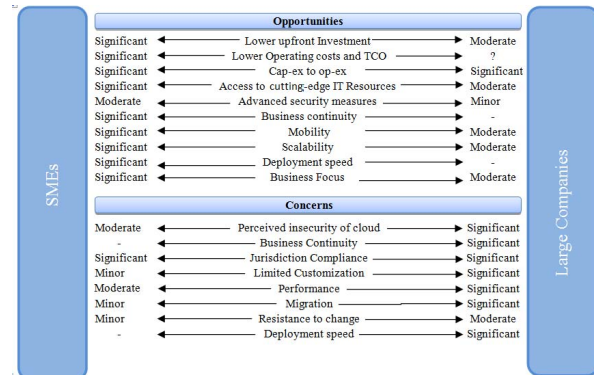 Opportunities
Significant Lower upfront Investment Moderate
Significant Lower Operating costs and TCO ?
Significant Cap-ex to op-ex Significant
Significant Access to cutting-edge IT Resources Moderate
Moderate Advanced security measures Minor
Significant Business continuity -
Significant Mobility Moderate
Significant Scalability Moderate
Significant Deployment speed -
Significant Business Focus Moderate
SMEs
Large Companies
Concerns
Moderate Perceived insecurity of cloud Significant
- Business Continuity Significant
Significant Jurisdiction Compliance Significant
Minor Limited Customization Significant
Moderate Performance Significant
Minor Migration Significant
Minor Resistance to change Moderate
- Deployment speed Significant